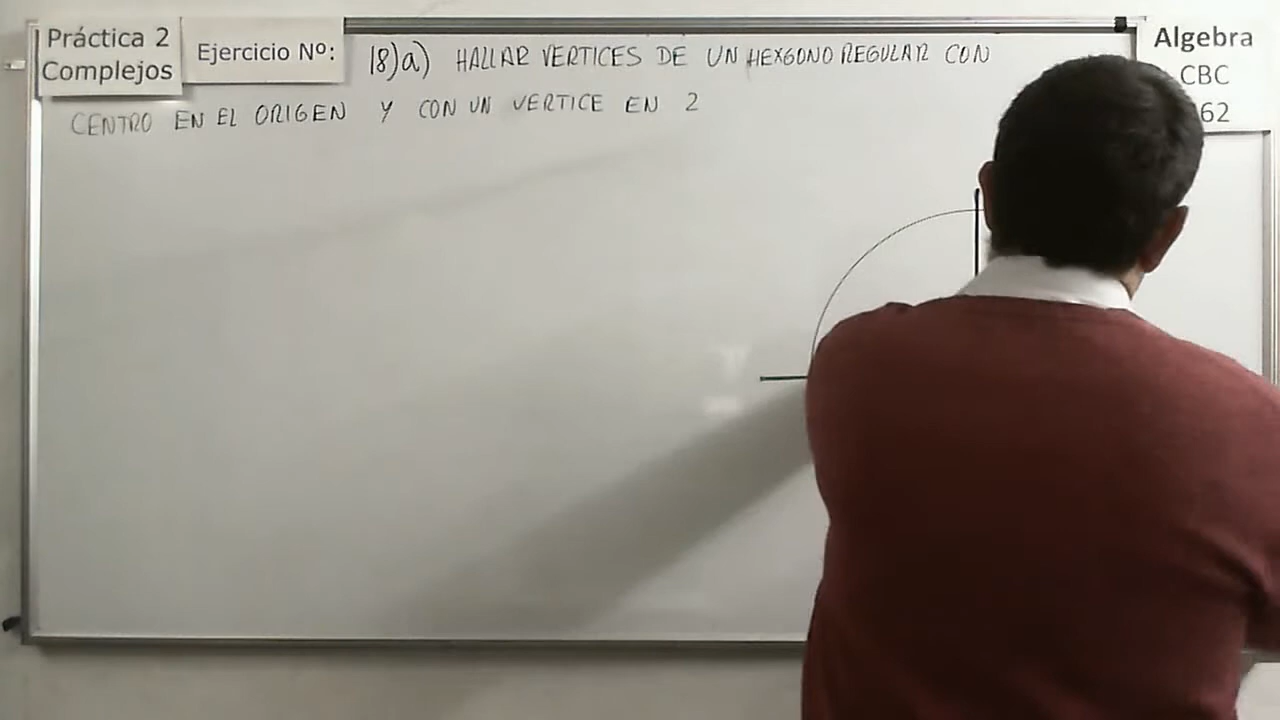 Práctica 2
Complejos
Ejercicio Nº:
18)a) HALLAR VERTICES DE UN HEXGONO REGULAR CON
CENTRO EN EL ORIGEN Y CON UN VERTICE EN 2
Algebra
CBC
62